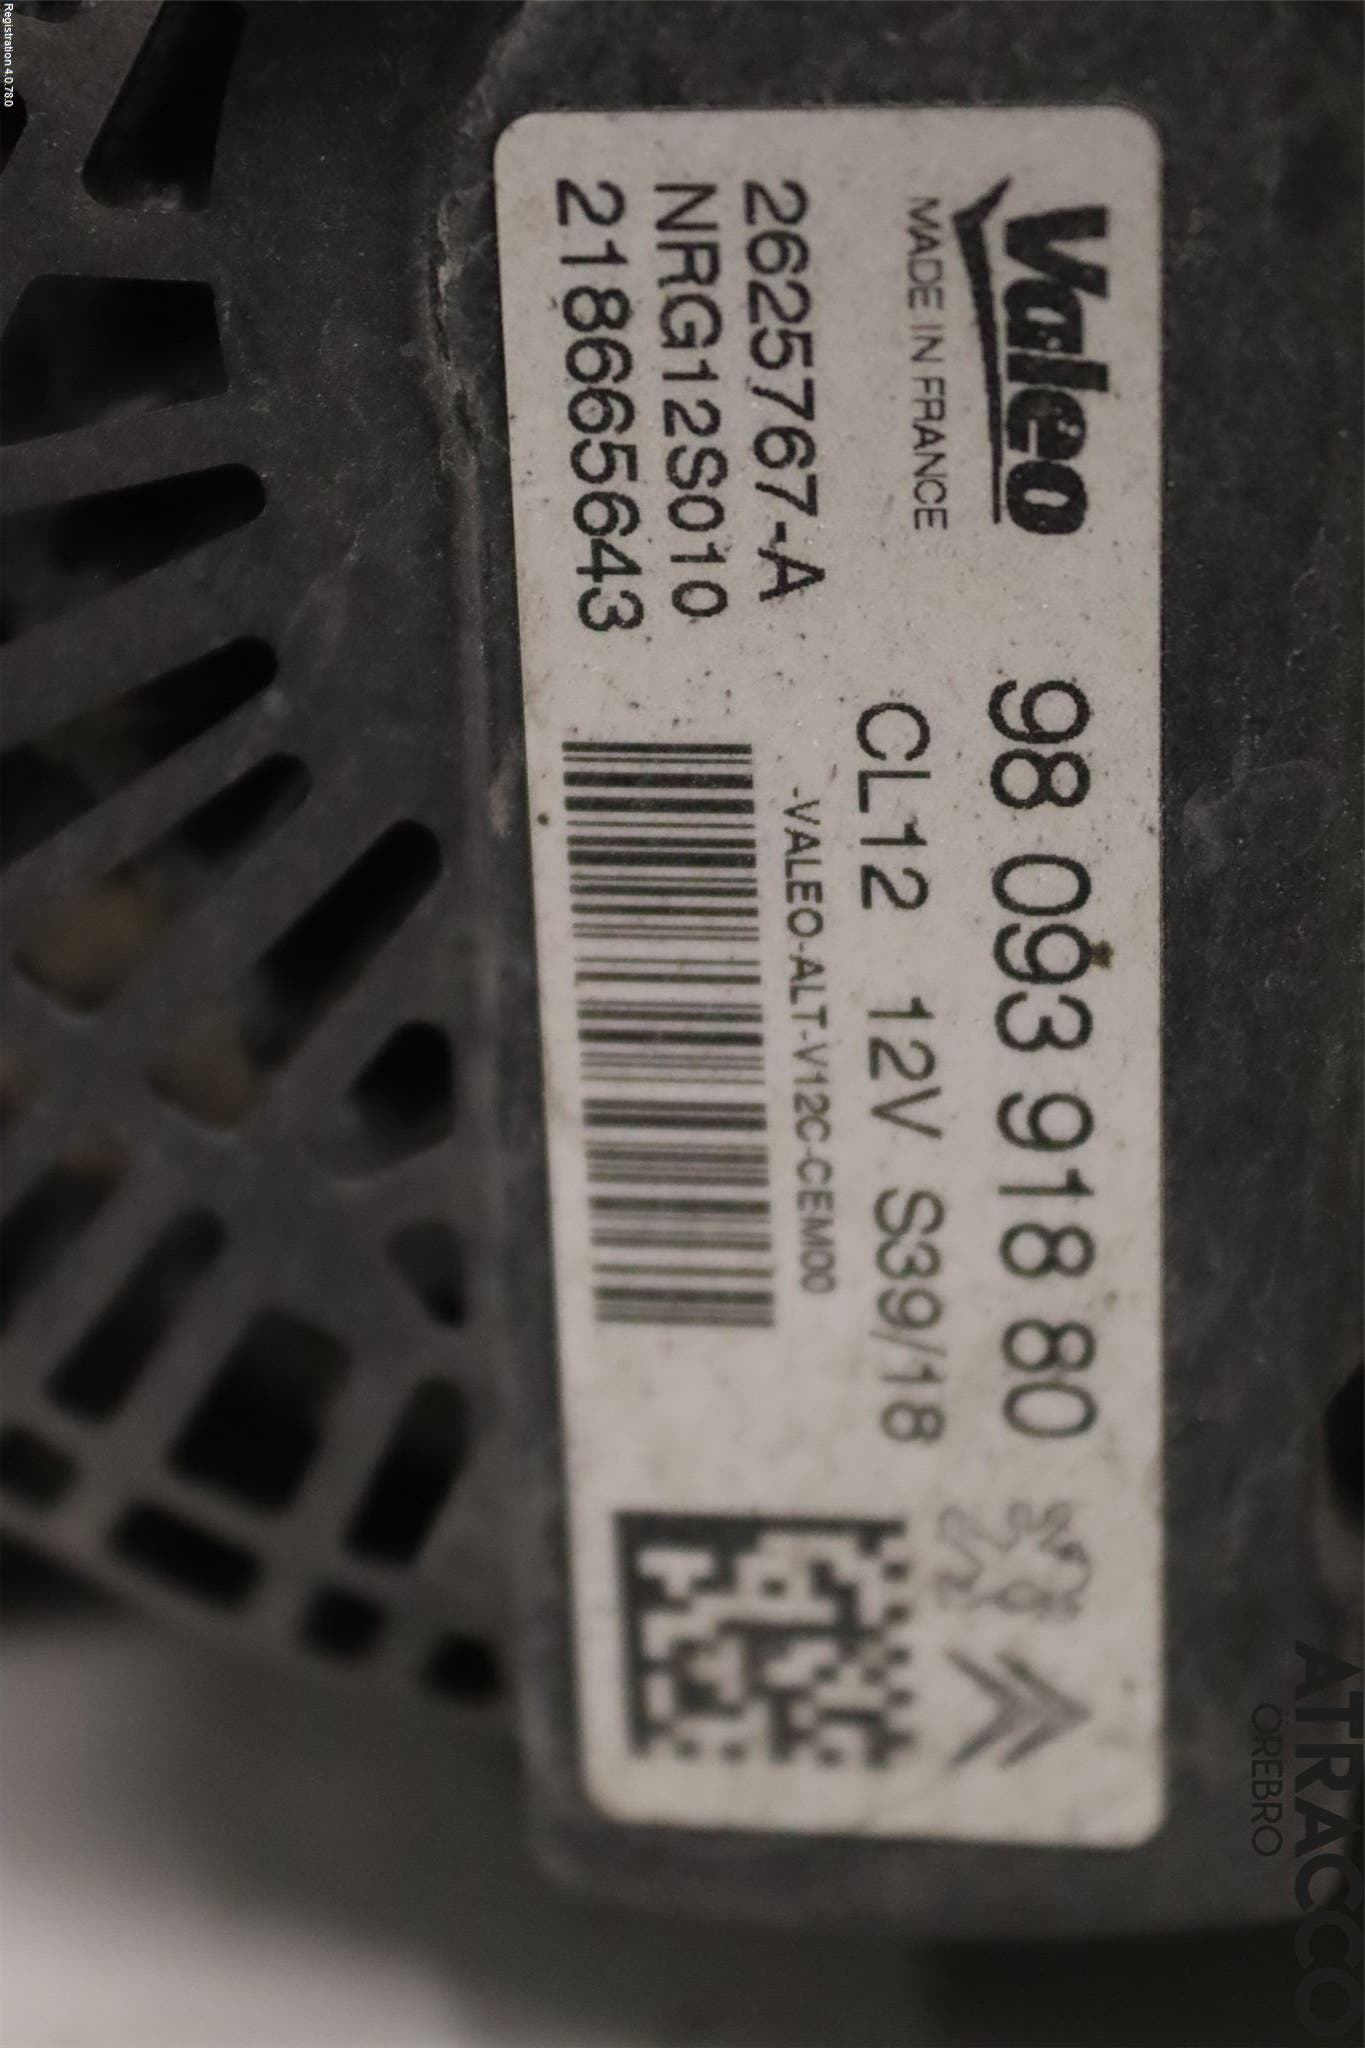 Valeo
MADE IN FRANCE
98 093 918 80
CL12 12V S39/18
2625767-A
NRG12S010
21866565643
-VALEO-ALT-V12C-CEM00
ATRACCO
ÖREBRO
Registration 4.0.78.0